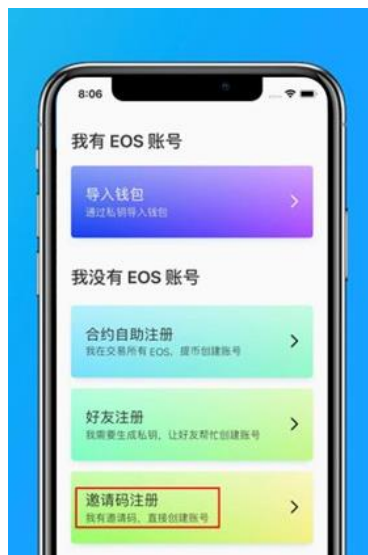 8:06
我有 EOS 账号
导入钱包
通过私钥导入钱包
我没有 EOS 账号
合约自助注册
我在交易所有 EOS，提币创建账号
好友注册
我需要生成私钥，让好友帮忙创建账号
邀请码注册
我有邀请码，直接创建账号